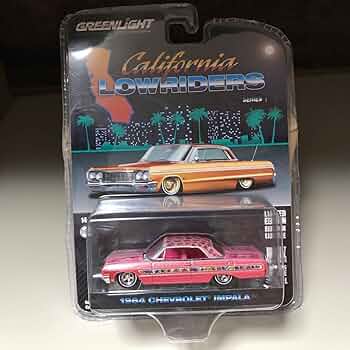 GREENLIGHT
California
LOWRIDERS
SERIES 1
1964 CHEVROLET IMPALA